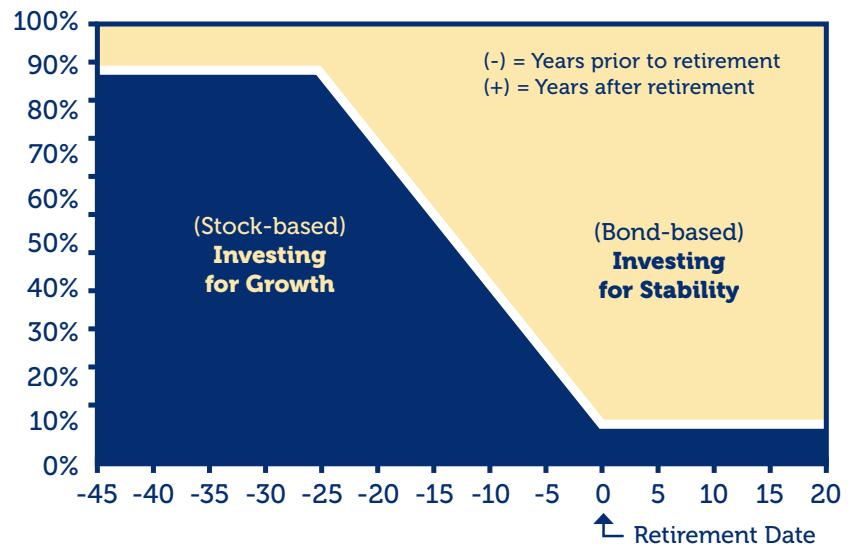 100%
90%
80%
70%
60%
50%
40%
30%
20%
10%
0%
(-) = Years prior to retirement
(+) = Years after retirement
(Stock-based)
Investing
for Growth
(Bond-based)
Investing
for Stability
-45 -40 -35 -30 -25 -20 -15 -10 -5 0 5 10 15 20
Retirement Date